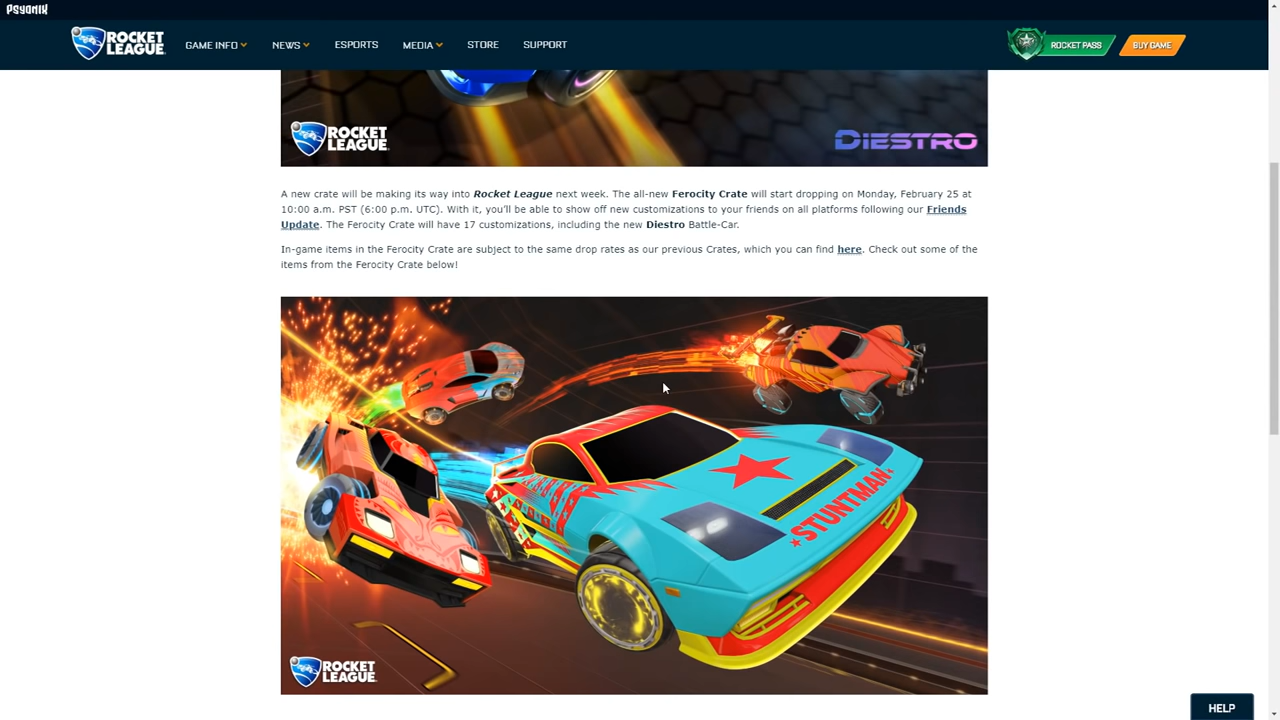 PSYONIX
ROCKET LEAGUE
GAME INFO NEWS ESPORTS MEDIA STORE SUPPORT
ROCKET PASS
BUY GAME
ROCKET LEAGUE
DIESTRO
A new crate will be making its way into Rocket League next week. The all-new Ferocity Crate will start dropping on Monday, February 25 at
10:00 a.m. PST (6:00 p.m. UTC). With it, you'll be able to show off new customizations to your friends on all platforms following our Friends
Update. The Ferocity Crate will have 17 customizations, including the new Diestro Battle-Car.
In-game items in the Ferocity Crate are subject to the same drop rates as our previous Crates, which you can find here. Check out some of the
items from the Ferocity Crate below!
STUNTMAN
ROCKET LEAGUE
HELP